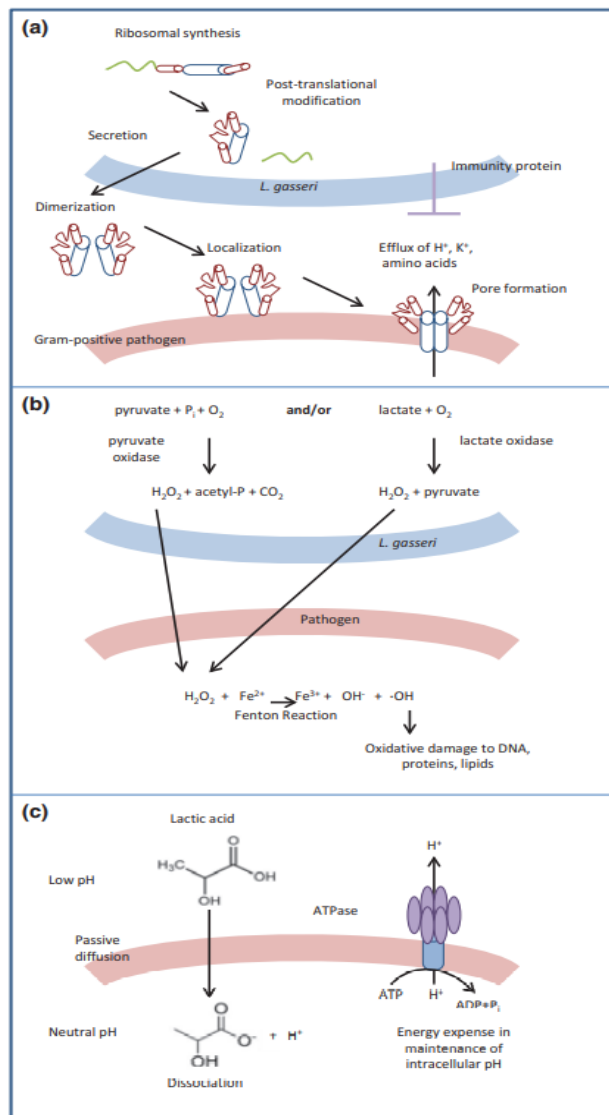 (a)
Ribosomal synthesis
Post-translational
modification
Secretion
Immunity protein
L. gasseri
Dimerization
Localization
Efflux of H⁺, K⁺,
amino acids
Pore formation
Gram-positive pathogen
(b)
pyruvate + Pᵢ + O₂
and/or
lactate + O₂
pyruvate
oxidase
lactate oxidase
H₂O₂ + acetyl-P + CO₂
H₂O₂ + pyruvate
L. gasseri
Pathogen
H₂O₂ + Fe²⁺ Fe³⁺ + OH⁻ + ·OH
Fenton Reaction
Oxidative damage to DNA,
proteins, lipids
(c)
Lactic acid
H⁺
O
H₃C
OH
OH
Low pH
ATPase
Passive
diffusion
ATP
H⁺
ADP+Pᵢ
Neutral pH
O
O⁻ + H⁺
OH
Dissociation
Energy expense in
maintenance of
intracellular pH